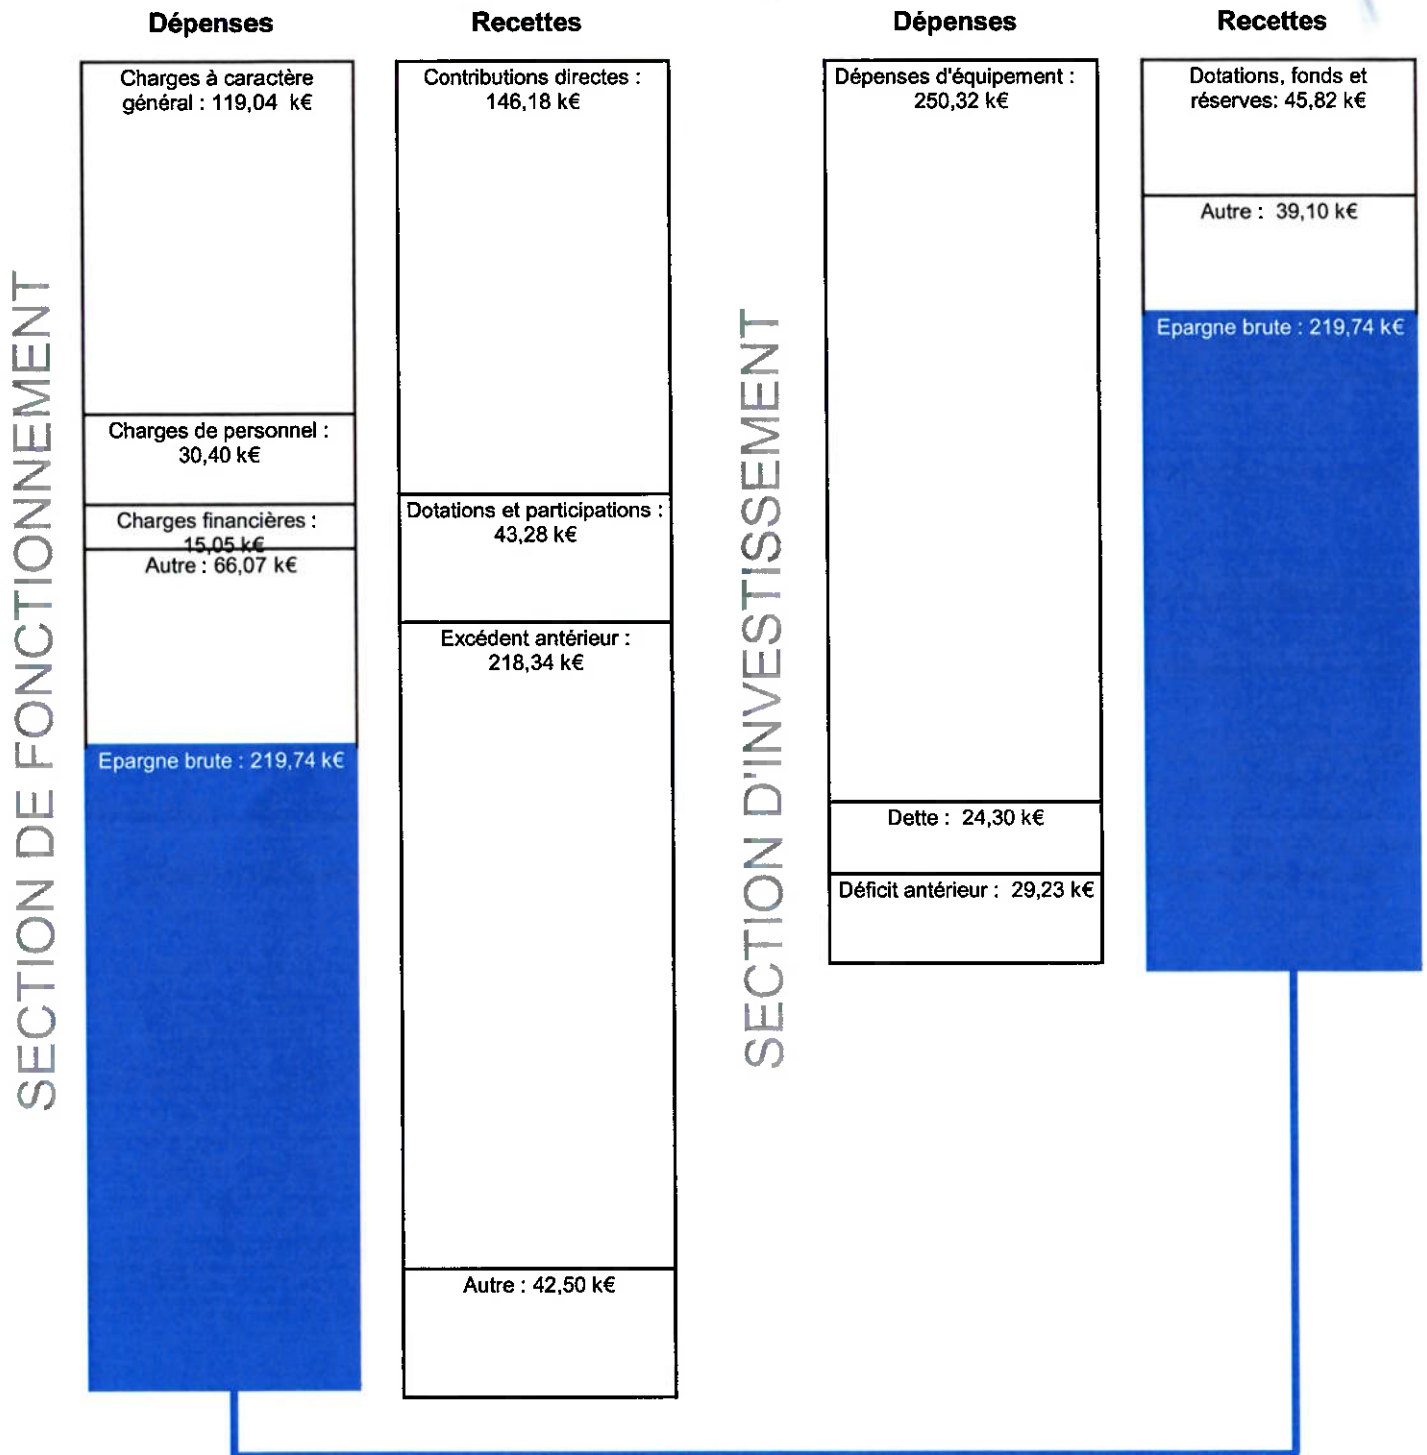 Dépenses
Recettes
Dépenses
Recettes
SECTION DE FONCTIONNEMENT
Charges à caractère
général : 119,04 k€
Charges de personnel :
30,40 k€
Charges financières :
15,05 k€
Autre : 66,07 k€
Epargne brute : 219,74 k€
Contributions directes :
146,18 k€
Dotations et participations :
43,28 k€
Excédent antérieur :
218,34 k€
Autre : 42,50 k€
SECTION D'INVESTISSEMENT
Dépenses d'équipement :
250,32 k€
Dette : 24,30 k€
Déficit antérieur : 29,23 k€
Dotations, fonds et
réserves: 45,82 k€
Autre : 39,10 k€
Epargne brute : 219,74 k€